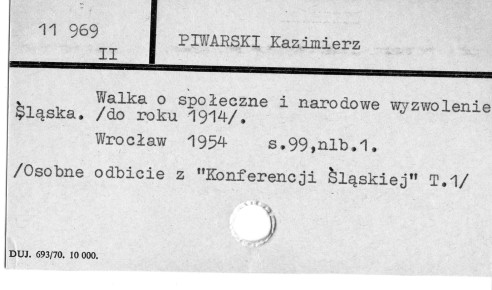 11 969
II
PIWARSKI Kazimierz
Walka o społeczne i narodowe wyzwolenie
Śląska. /do roku 1914/.
Wrocław 1954 s.99,nlb.1.
/Osobne odbicie z "Konferencji Śląskiej" T.1/
DUJ. 693/70. 10 000.